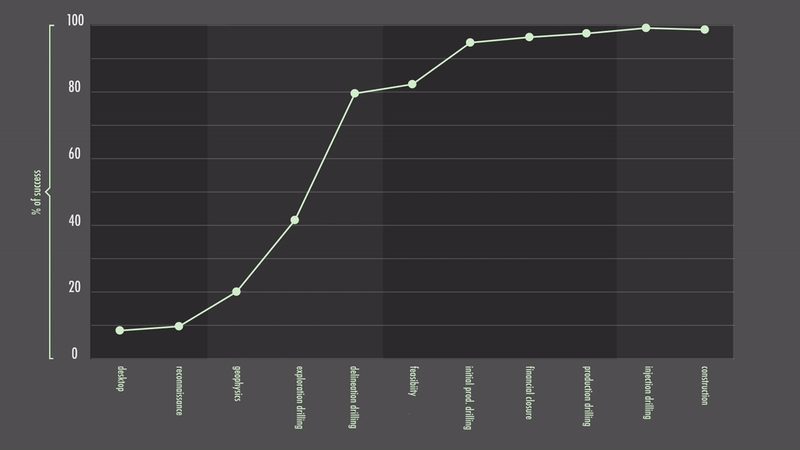 100
80
60
40
20
0
% of success
desktop
reconnaissance
geophysics
exploration drilling
delineation drilling
feasibiity
initial prod. drilling
financial closure
production drilling
injection drilling
construction